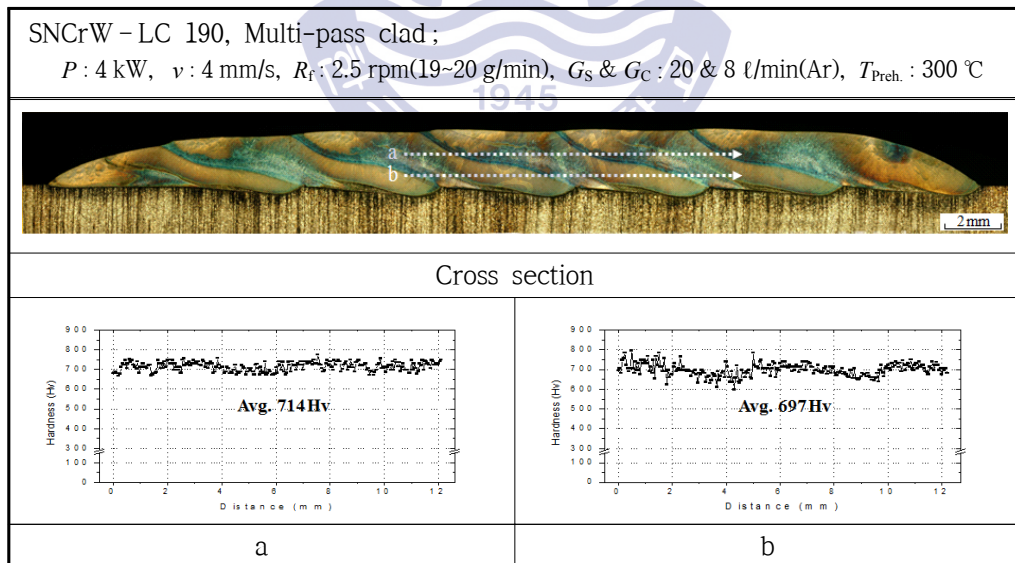 SNCrW – LC 190, Multi-pass clad ;
P : 4 kW, v : 4 mm/s, Rf : 2.5 rpm(19~20 g/min), GS & GC : 20 & 8 ℓ/min(Ar), TPreh. : 300 ℃
1945
a
b
2 mm
Cross section
900
800
700
600
500
400
300
100
0
Hardness (Hv)
Avg. 714 Hv
0 2 4 6 8 10 12
Distance (mm)
900
800
700
600
500
400
300
100
0
Hardness (Hv)
Avg. 697 Hv
0 2 4 6 8 10 12
Distance (mm)
a b